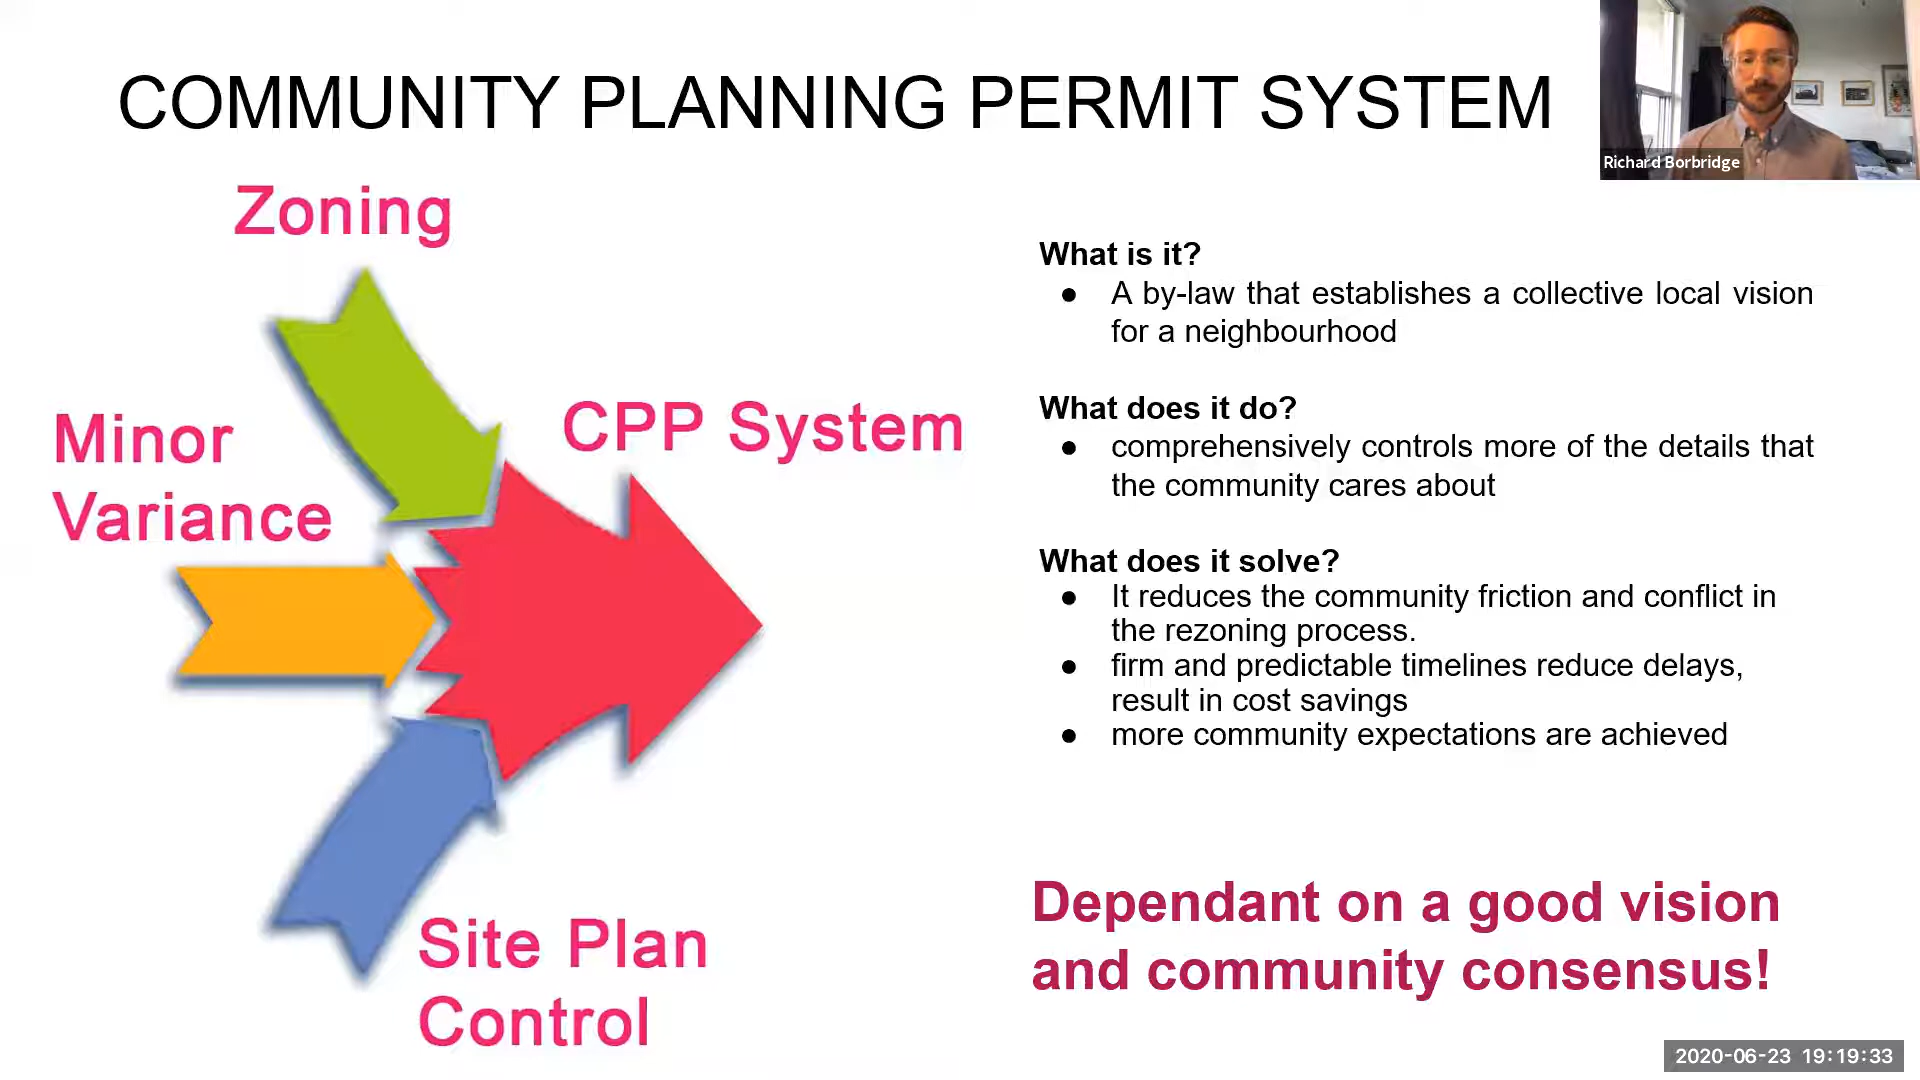 COMMUNITY PLANNING PERMIT SYSTEM
Richard Borbridge
Zoning
Minor
Variance
CPP System
Site Plan
Control
What is it?
● A by-law that establishes a collective local vision
for a neighbourhood
What does it do?
● comprehensively controls more of the details that
the community cares about
What does it solve?
● It reduces the community friction and conflict in
the rezoning process.
● firm and predictable timelines reduce delays,
result in cost savings
● more community expectations are achieved
Dependant on a good vision
and community consensus!
2020-06-23 19:19:33